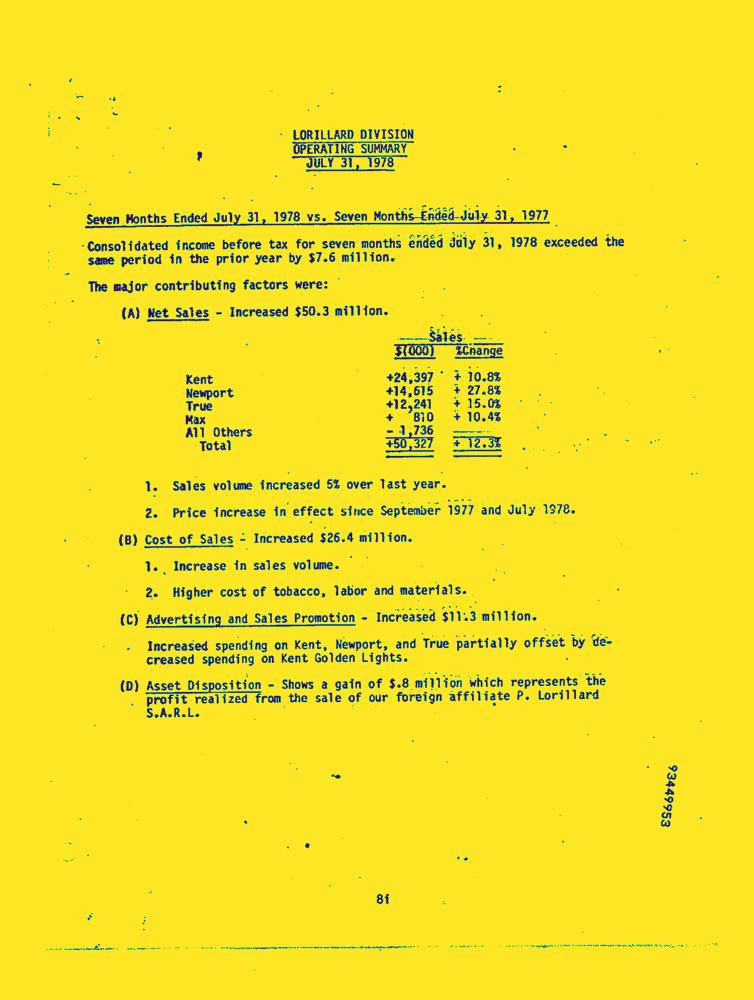 LORILLARD DIVISION
OPERATING SUMMARY
JULY 31, 1978
Seven Months Ended July 31, 1978 vs. Seven Months Ended July 31, 1977
Consolidated income before tax for seven months ended July 31, 1978 exceeded the
same period in the prior year by $7.6 million.
The major contributing factors were:
(A) Net Sales - Increased $50.3 million.
Sales
$(000) %Change
Kent +24,397 + 10.8%
Newport +14,615 + 27.8%
True +12,241 + 15.0%
Max + 810 + 10.4%
All Others - 1,736
Total +50,327 + 12.3%
1. Sales volume increased 5% over last year.
2. Price increase in effect since September 1977 and July 1978.
(B) Cost of Sales - Increased $26.4 million.
1. Increase in sales volume.
2. Higher cost of tobacco, labor and materials.
(C) Advertising and Sales Promotion - Increased $11.3 million.
Increased spending on Kent, Newport, and True partially offset by de-
creased spending on Kent Golden Lights.
(D) Asset Disposition - Shows a gain of $.8 million which represents the
profit realized from the sale of our foreign affiliate P. Lorillard
S.A.R.L.
93449953
8i